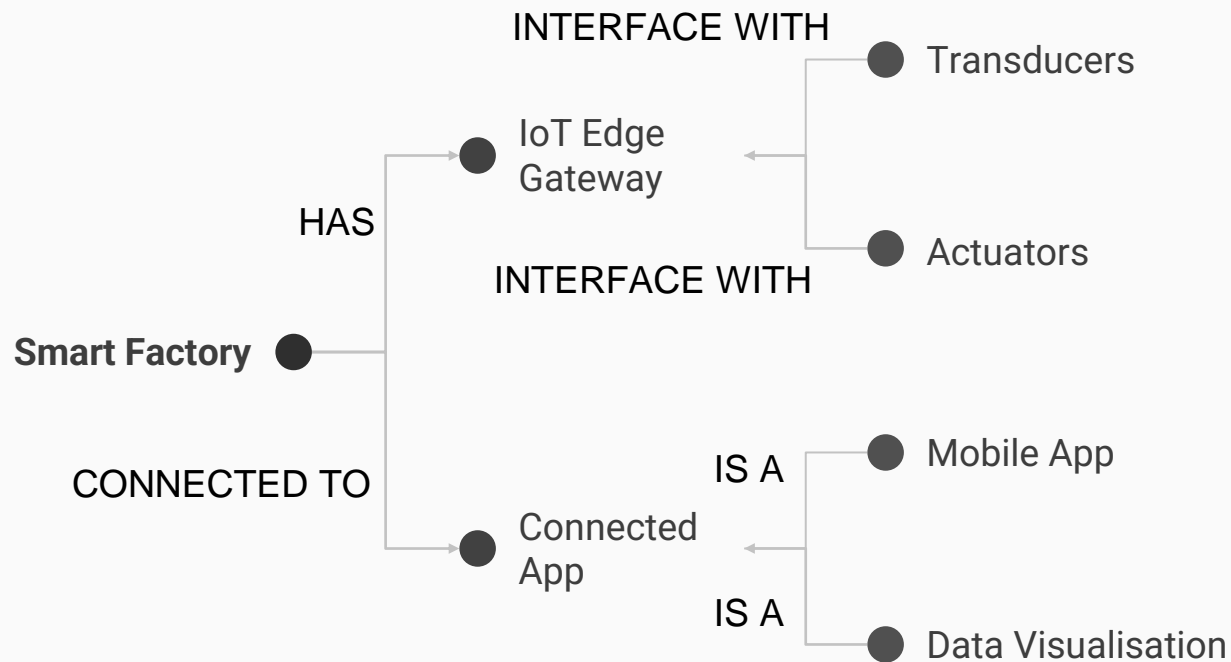 INTERFACE WITH
Transducers
IoT Edge
Gateway
HAS
Actuators
INTERFACE WITH
Smart Factory
Mobile App
IS A
CONNECTED TO
Connected
App
IS A
Data Visualisation